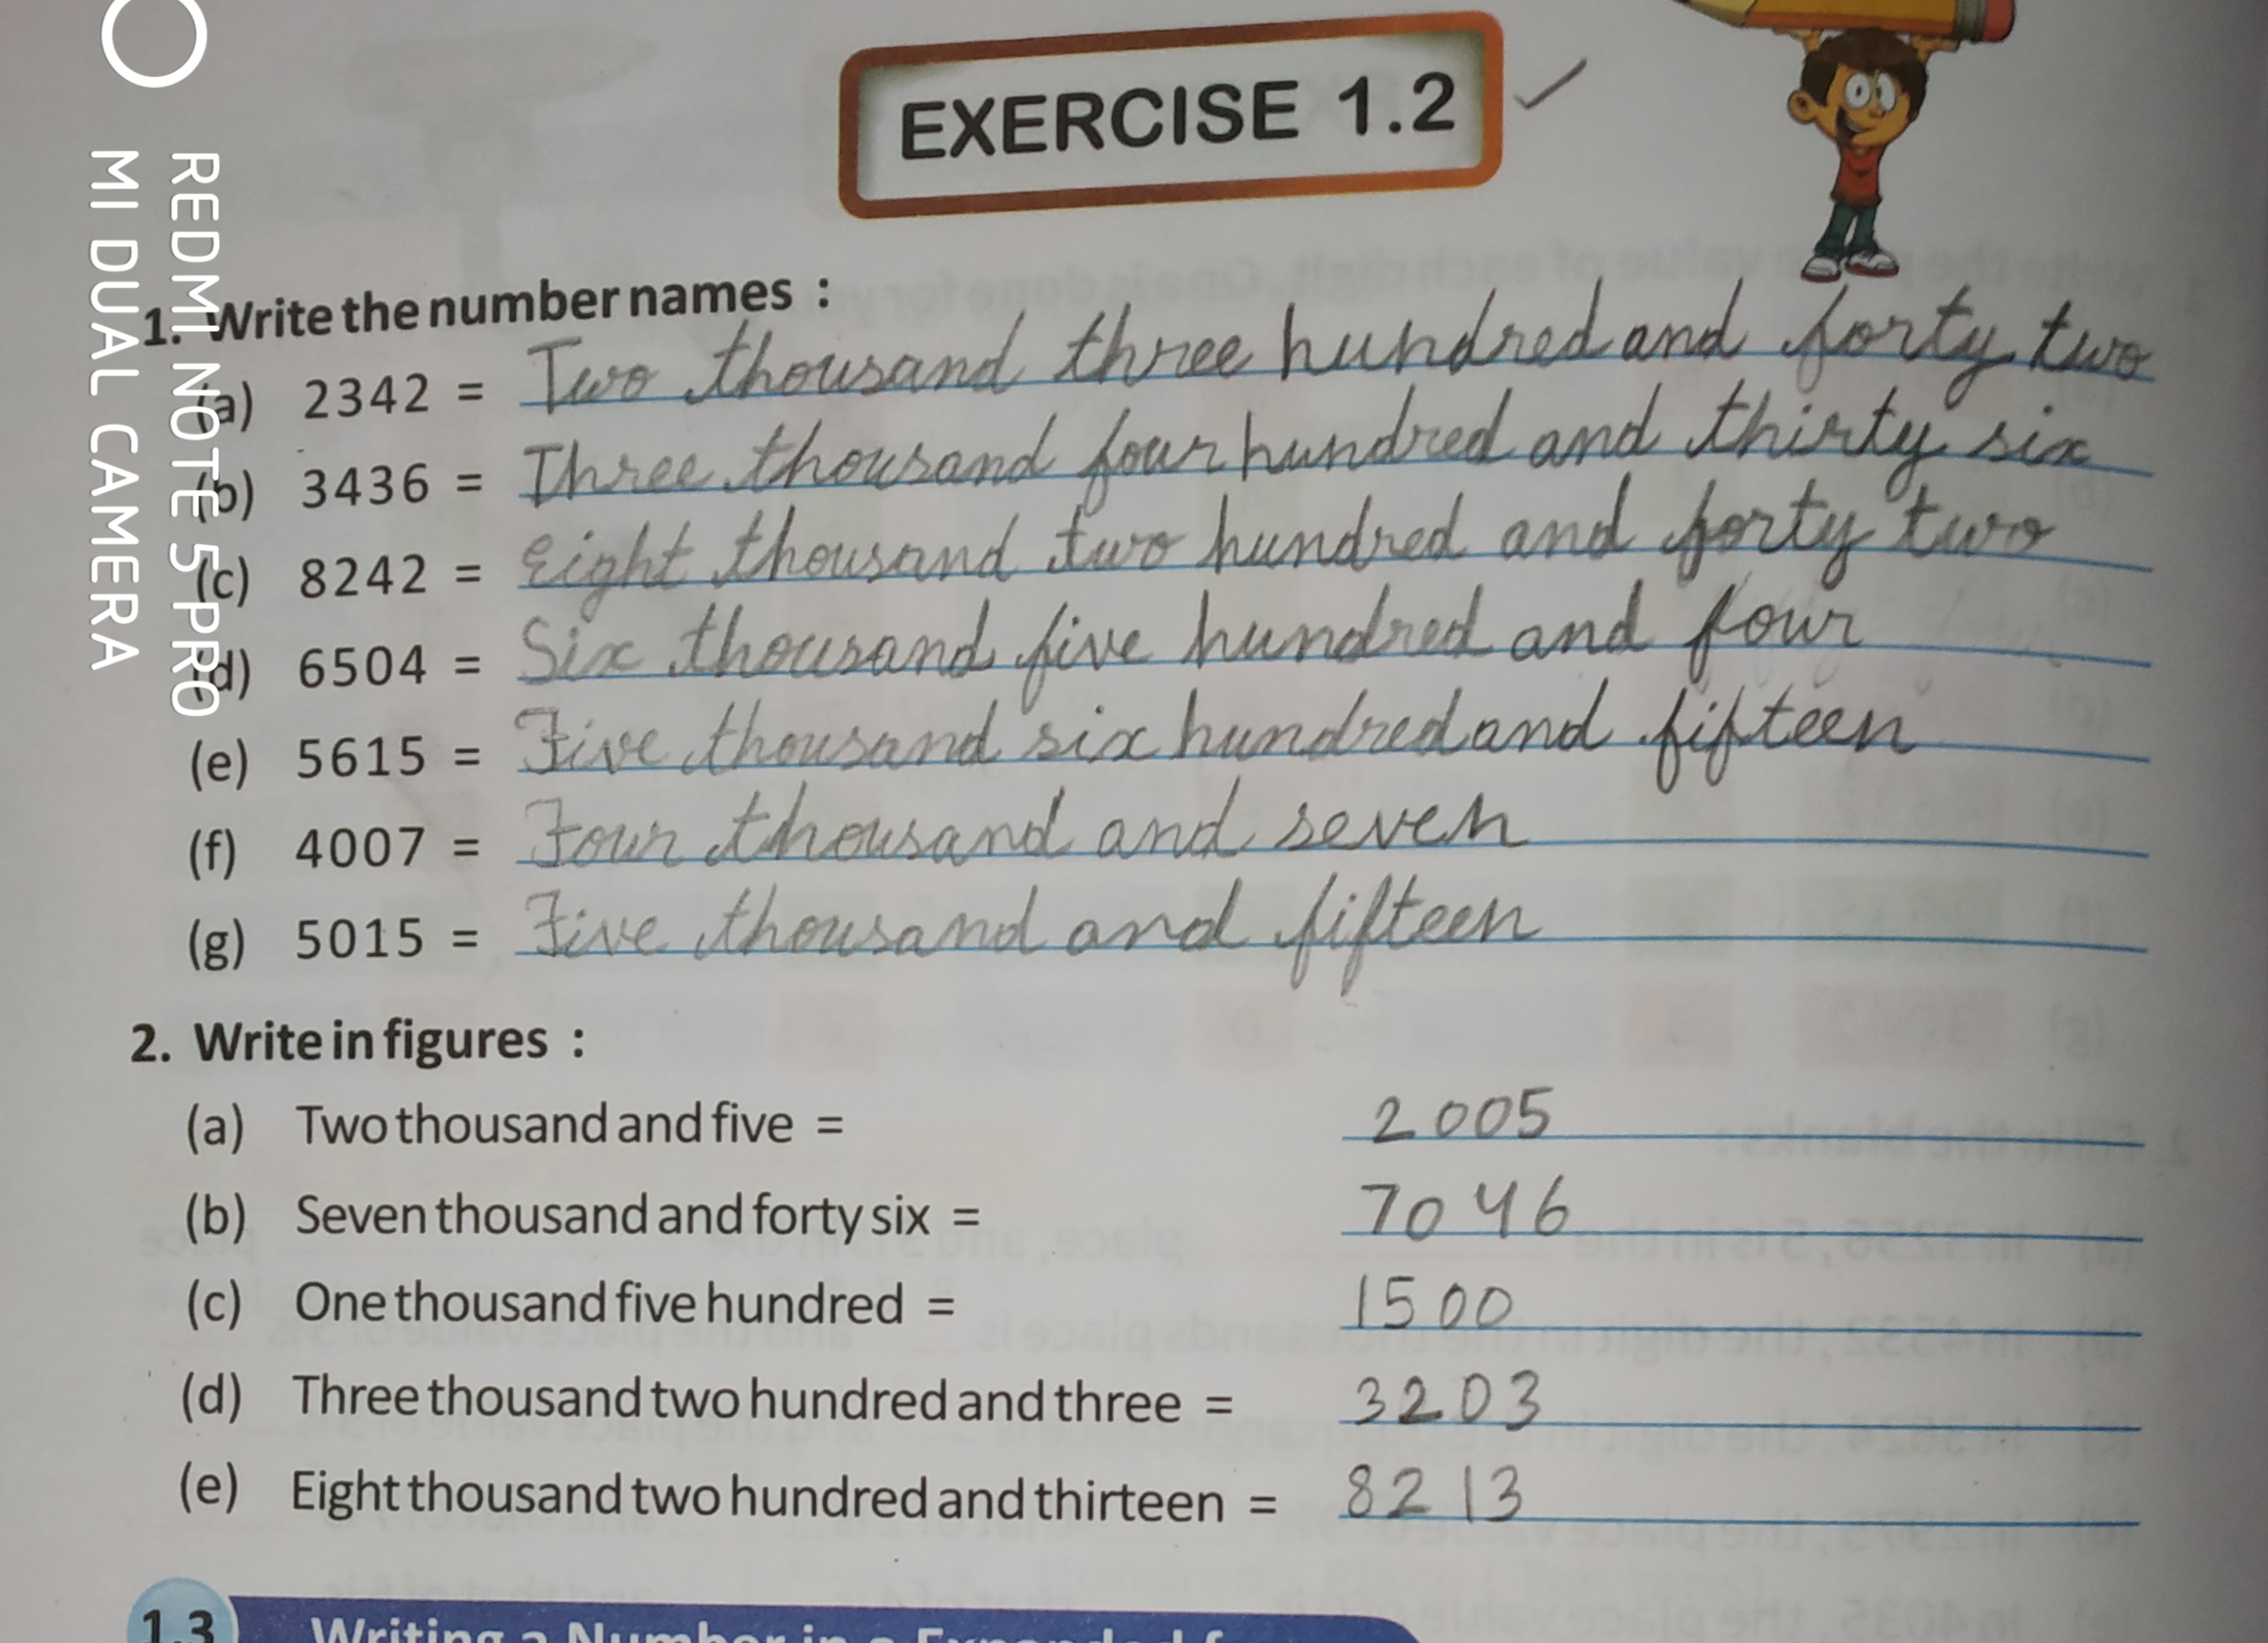 EXERCISE 1.2
1. Write the number names :
(a) 2342 = Two thousand three hundred and forty two
(b) 3436 = Three thousand four hundred and thirty six
(c) 8242 = Eight thousand two hundred and forty two
(d) 6504 = Six thousand five hundred and four
(e) 5615 = Five thousand six hundred and fifteen
(f) 4007 = Four thousand and seven
(g) 5015 = Five thousand and fifteen
2. Write in figures :
(a) Two thousand and five = 2005
(b) Seven thousand and forty six = 7046
(c) One thousand five hundred = 1500
(d) Three thousand two hundred and three = 3203
(e) Eight thousand two hundred and thirteen = 8213
1.3 Writing a Number in a Expanded
REDMI NOTE 5 PRO
MI DUAL CAMERA